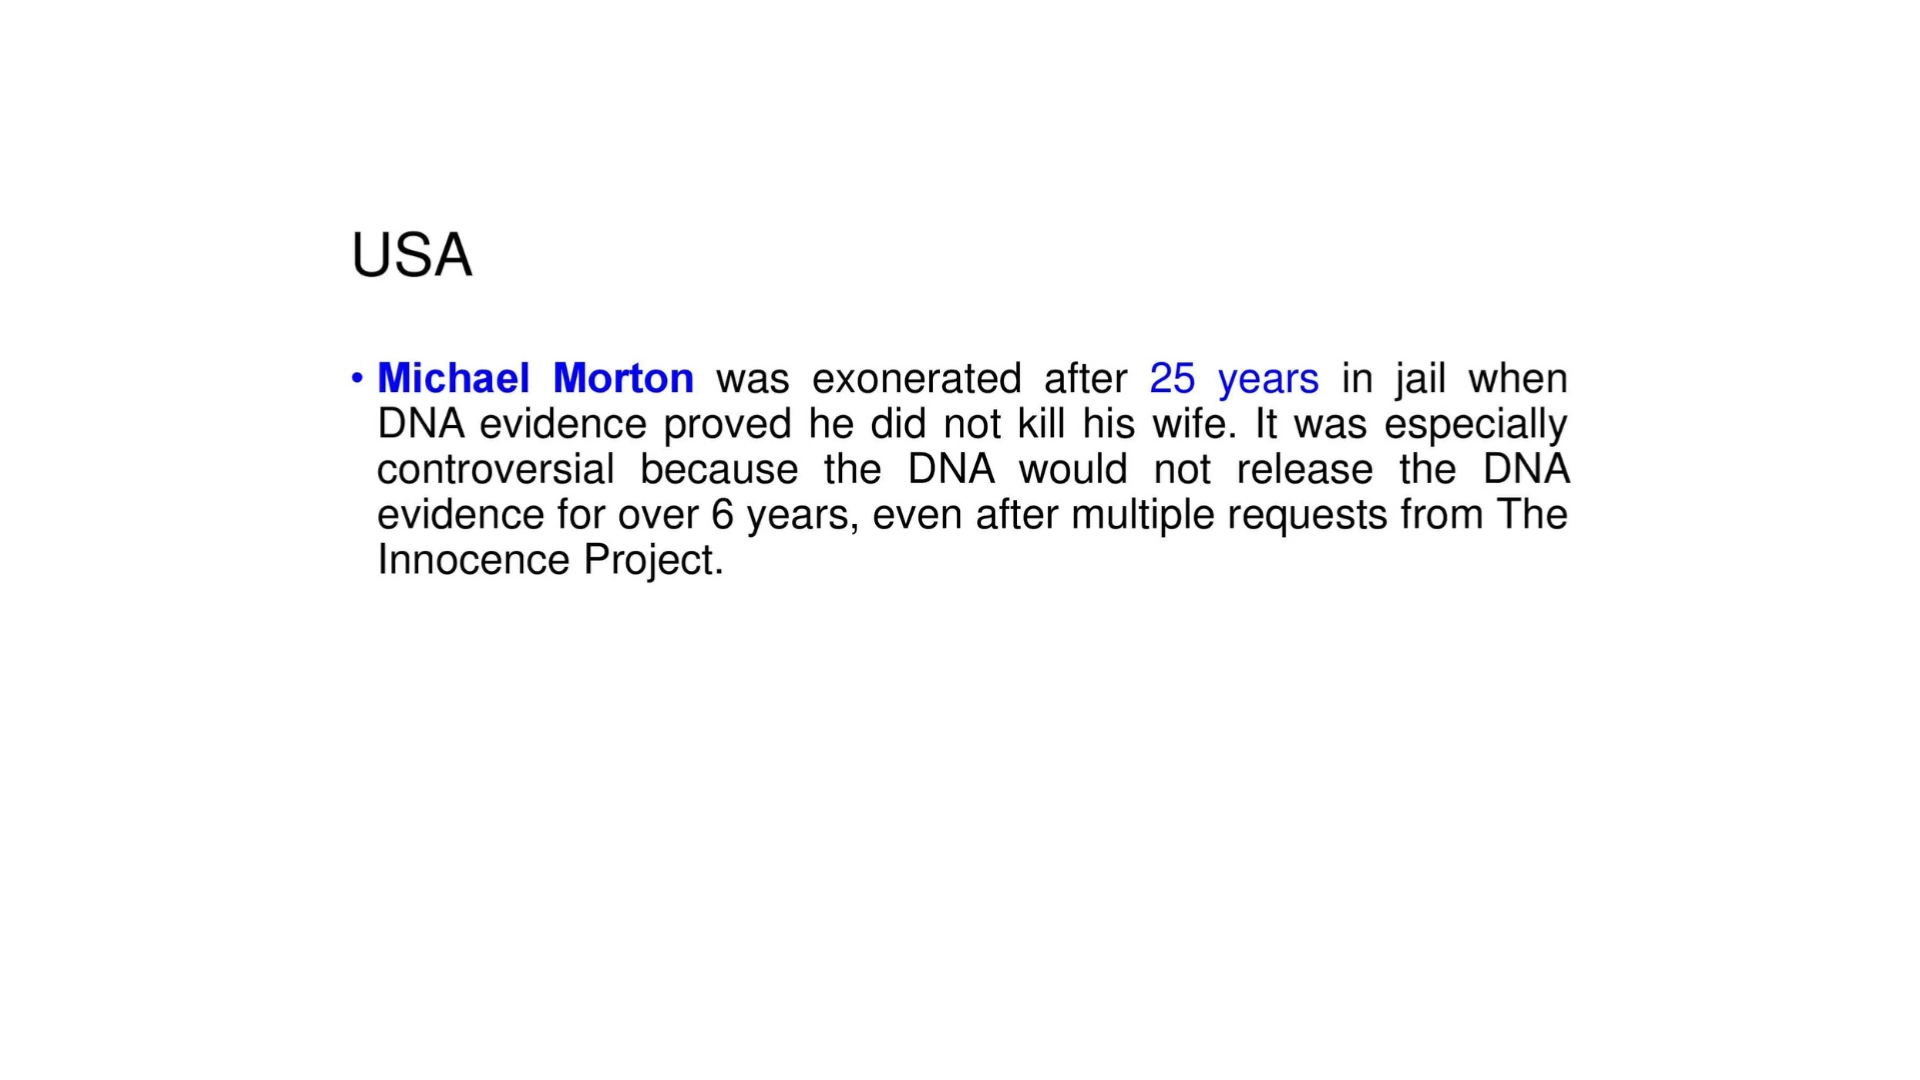 USA
• Michael Morton was exonerated after 25 years in jail when
DNA evidence proved he did not kill his wife. It was especially
controversial because the DNA would not release the DNA
evidence for over 6 years, even after multiple requests from The
Innocence Project.